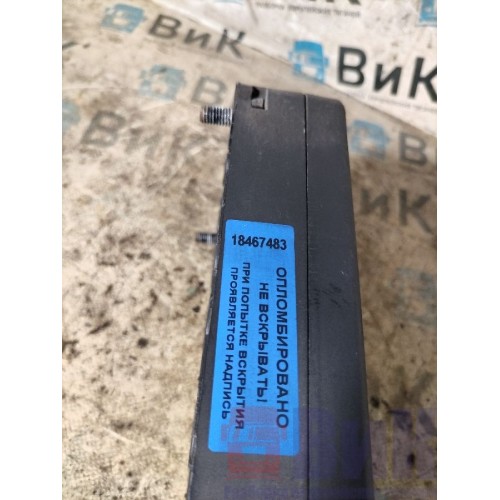 ВиК
ВиК
ВиК
ВиК
18467483
ОПЛОМБИРОВАНО
НЕ ВСКРЫВАТЬ!
ПРИ ПОПЫТКЕ ВСКРЫТИЯ
ПРОЯВЛЯЕТСЯ НАДПИСЬ